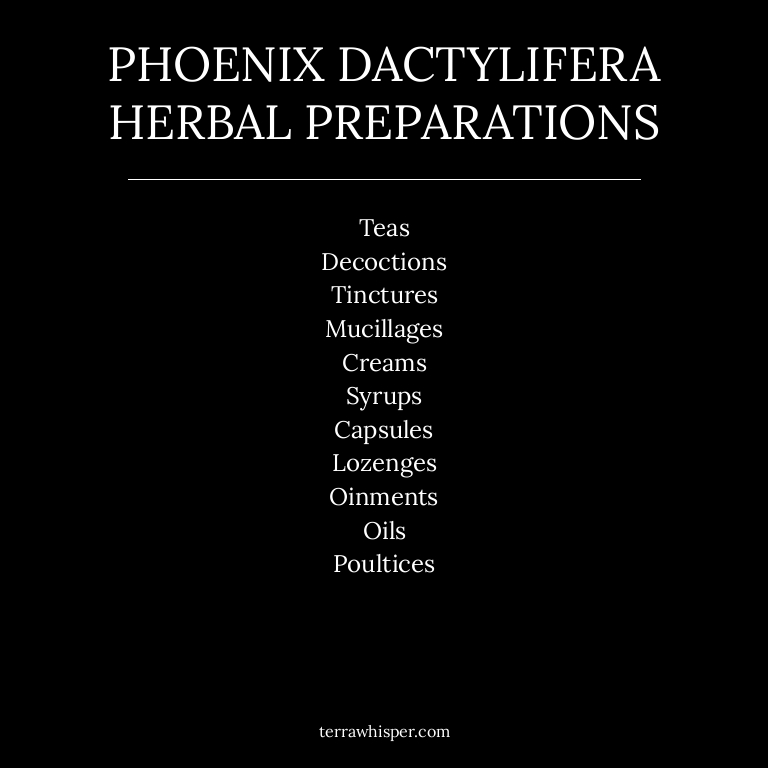 PHOENIX DACTYLIFERA
HERBAL PREPARATIONS
Teas
Decoctions
Tinctures
Mucillages
Creams
Syrups
Capsules
Lozenges
Oinments
Oils
Poultices
terrawhisper.com